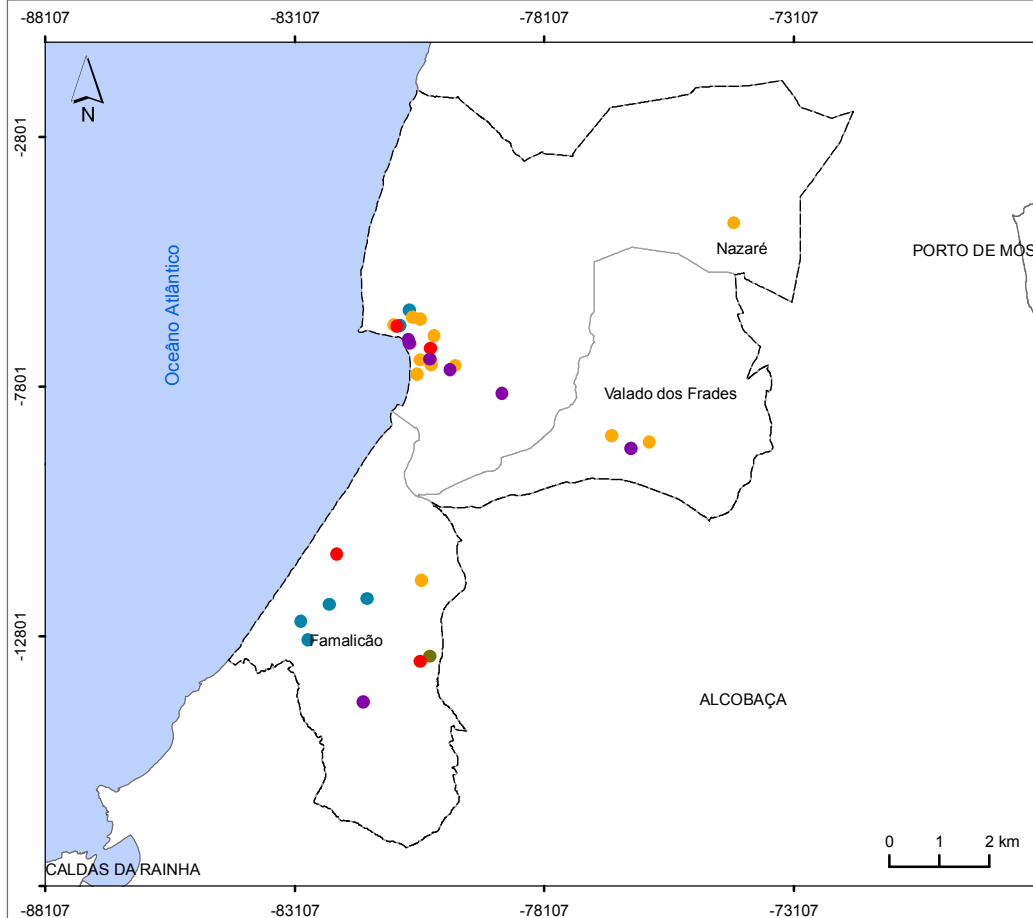 -88107 -83107 -78107 -73107
N
-2801
Oceâno Atlântico
Nazaré
PORTO DE MÓS
-7801
Valado dos Frades
-12801
Famalicão
ALCOBAÇA
0 1 2 km
CALDAS DA RAINHA
-88107 -83107 -78107 -73107